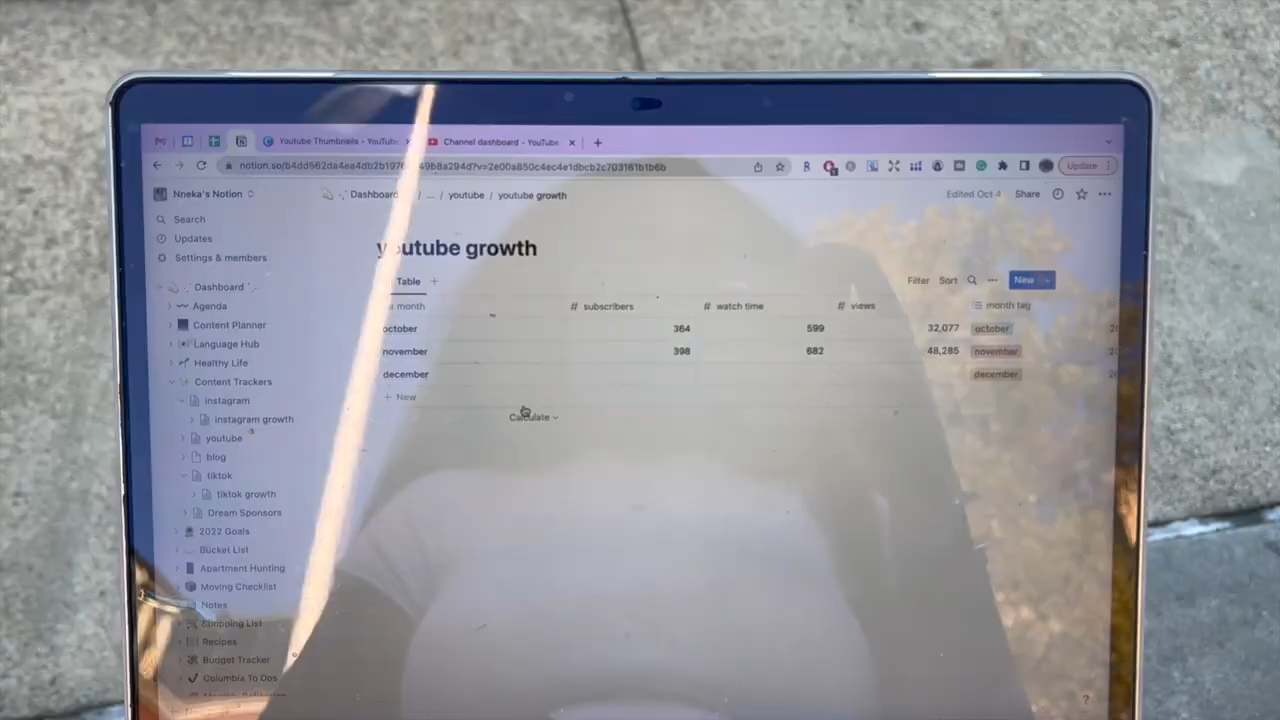 Youtube Thumbnails - YouTub
Channel dashboard - YouTube
Update
Nneka's Notion
Dashboard / ... / youtube / youtube growth
Edited Oct 4
Share
Search
Updates
Settings & members
Dashboard
Agenda
Content Planner
Language Hub
Healthy Life
Content Trackers
instagram
instagram growth
youtube
blog
tiktok
tiktok growth
Dream Sponsors
2022 Goals
Bucket List
Apartment Hunting
Moving Checklist
Notes
Shopping List
Recipes
Budget Tracker
Columbia To Dos
youtube growth
Table
Filter
Sort
New
month # subscribers # watch time # views month tag
october 364 599 32,077 october
november 398 682 48,285 november
december december
+ New
Calculate